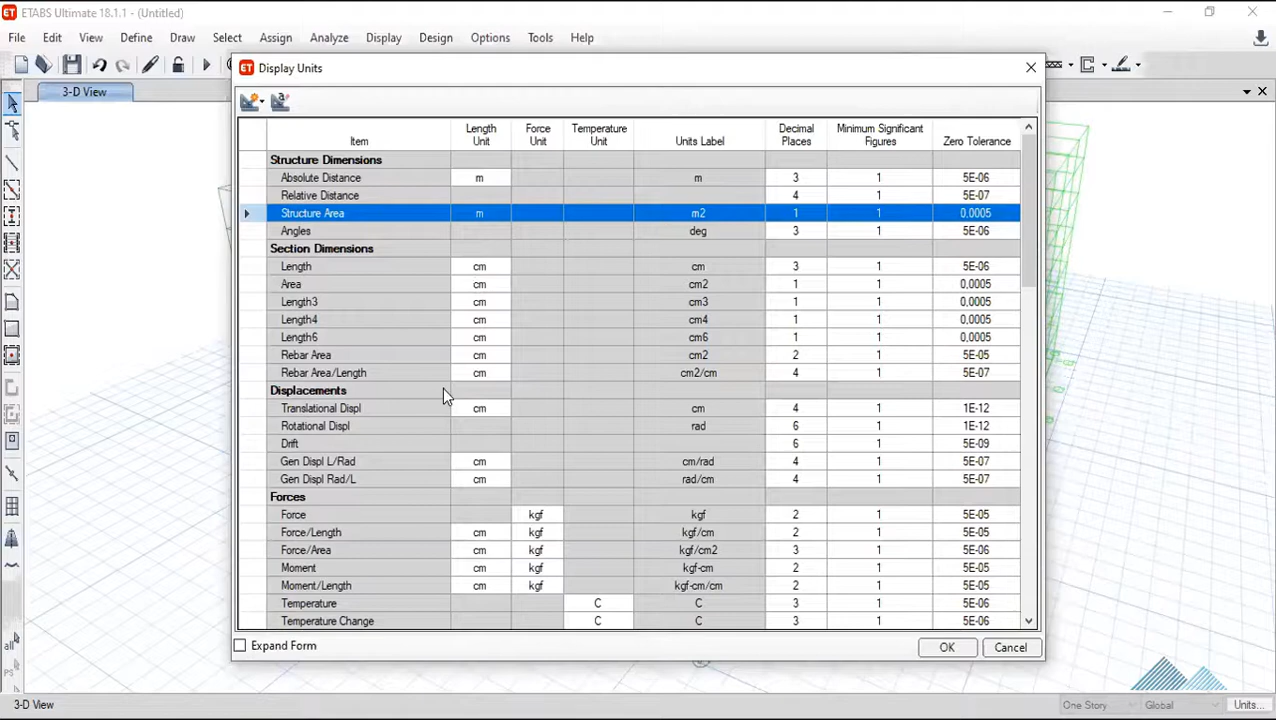 ETABS Ultimate 18.1.1 - (Untitled)
File Edit View Define Draw Select Assign Analyze Display Design Options Tools Help
3-D View
Display Units
Item Length Unit Force Unit Temperature Unit Units Label Decimal Places Minimum Significant Figures Zero Tolerance
Structure Dimensions
Absolute Distance m m 3 1 5E-06
Relative Distance 4 1 5E-07
Structure Area m m2 1 1 0,0005
Angles deg 3 1 5E-06
Section Dimensions
Length cm cm 3 1 5E-06
Area cm cm2 1 1 0,0005
Length3 cm cm3 1 1 0,0005
Length4 cm cm4 1 1 0,0005
Length6 cm cm6 1 1 0,0005
Rebar Area cm cm2 2 1 5E-05
Rebar Area/Length cm cm2/cm 4 1 5E-07
Displacements
Translational Displ cm cm 4 1 1E-12
Rotational Displ rad 6 1 1E-12
Drift 6 1 5E-09
Gen Displ L/Rad cm cm/rad 4 1 5E-07
Gen Displ Rad/L cm rad/cm 4 1 5E-07
Forces
Force kgf kgf 2 1 5E-05
Force/Length cm kgf kgf/cm 2 1 5E-05
Force/Area cm kgf kgf/cm2 3 1 5E-06
Moment cm kgf kgf-cm 2 1 5E-05
Moment/Length cm kgf kgf-cm/cm 2 1 5E-05
Temperature C C 3 1 5E-06
Temperature Change C C 3 1 5E-06
Expand Form OK Cancel
all
PS
3-D View One Story Global Units...